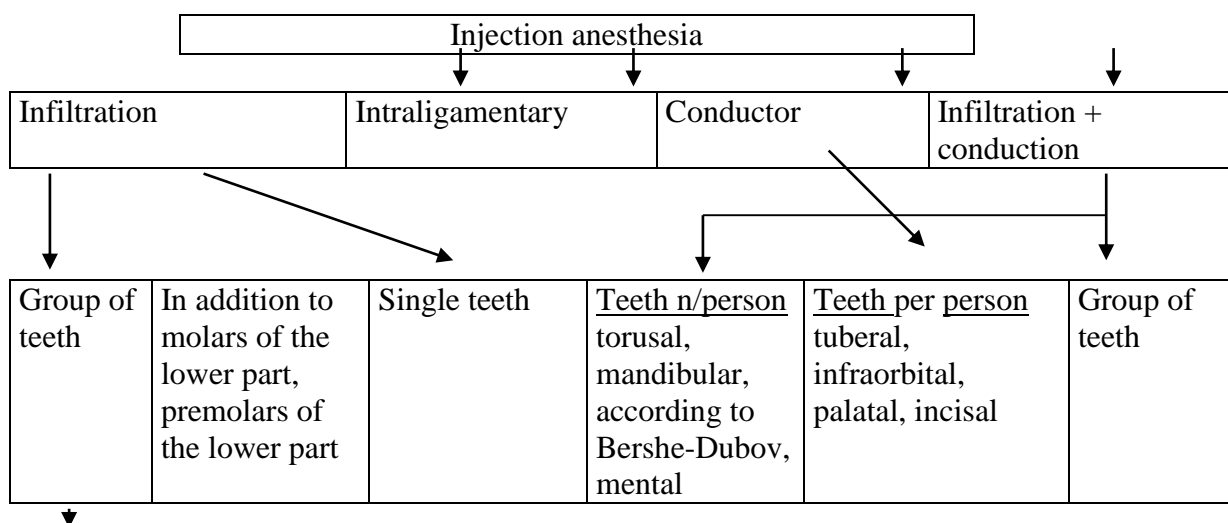 Injection anesthesia
Infiltration
Intraligamentary
Conductor
Infiltration +
conduction
Group of
teeth
In addition to
molars of the
lower part,
premolars of
the lower part
Single teeth
Teeth n/person
torusal,
mandibular,
according to
Bershe-Dubov,
mental
Teeth per person
tuberal,
infraorbital,
palatal, incisal
Group of
teeth